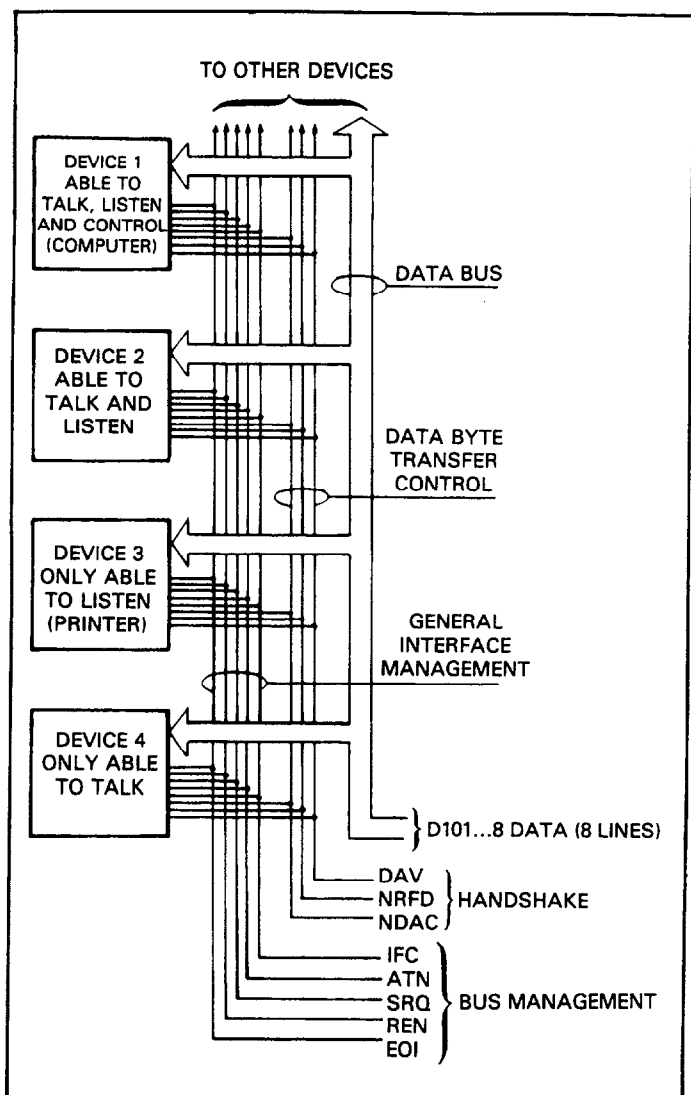 TO OTHER DEVICES
DEVICE 1
ABLE TO
TALK, LISTEN
AND CONTROL
(COMPUTER)
DATA BUS
DEVICE 2
ABLE TO
TALK AND
LISTEN
DATA BYTE
TRANSFER
CONTROL
DEVICE 3
ONLY ABLE
TO LISTEN
(PRINTER)
GENERAL
INTERFACE
MANAGEMENT
DEVICE 4
ONLY ABLE
TO TALK
D101...8 DATA (8 LINES)
DAV
NRFD
NDAC
HANDSHAKE
IFC
ATN
SRQ
REN
EOI
BUS MANAGEMENT